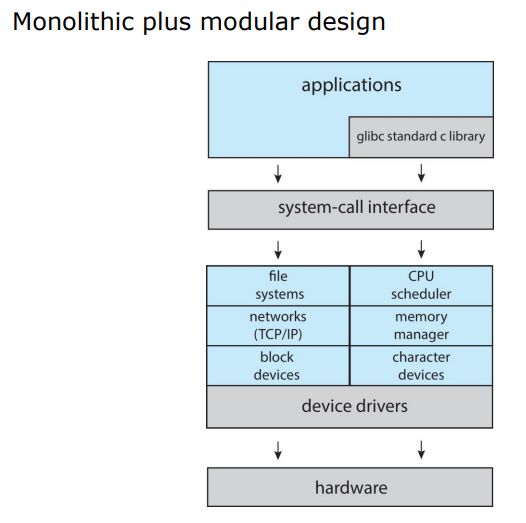 Monolithic plus modular design
applications
glibc standard c library
system-call interface
file
systems
CPU
scheduler
networks
(TCP/IP)
memory
manager
block
devices
character
devices
device drivers
hardware